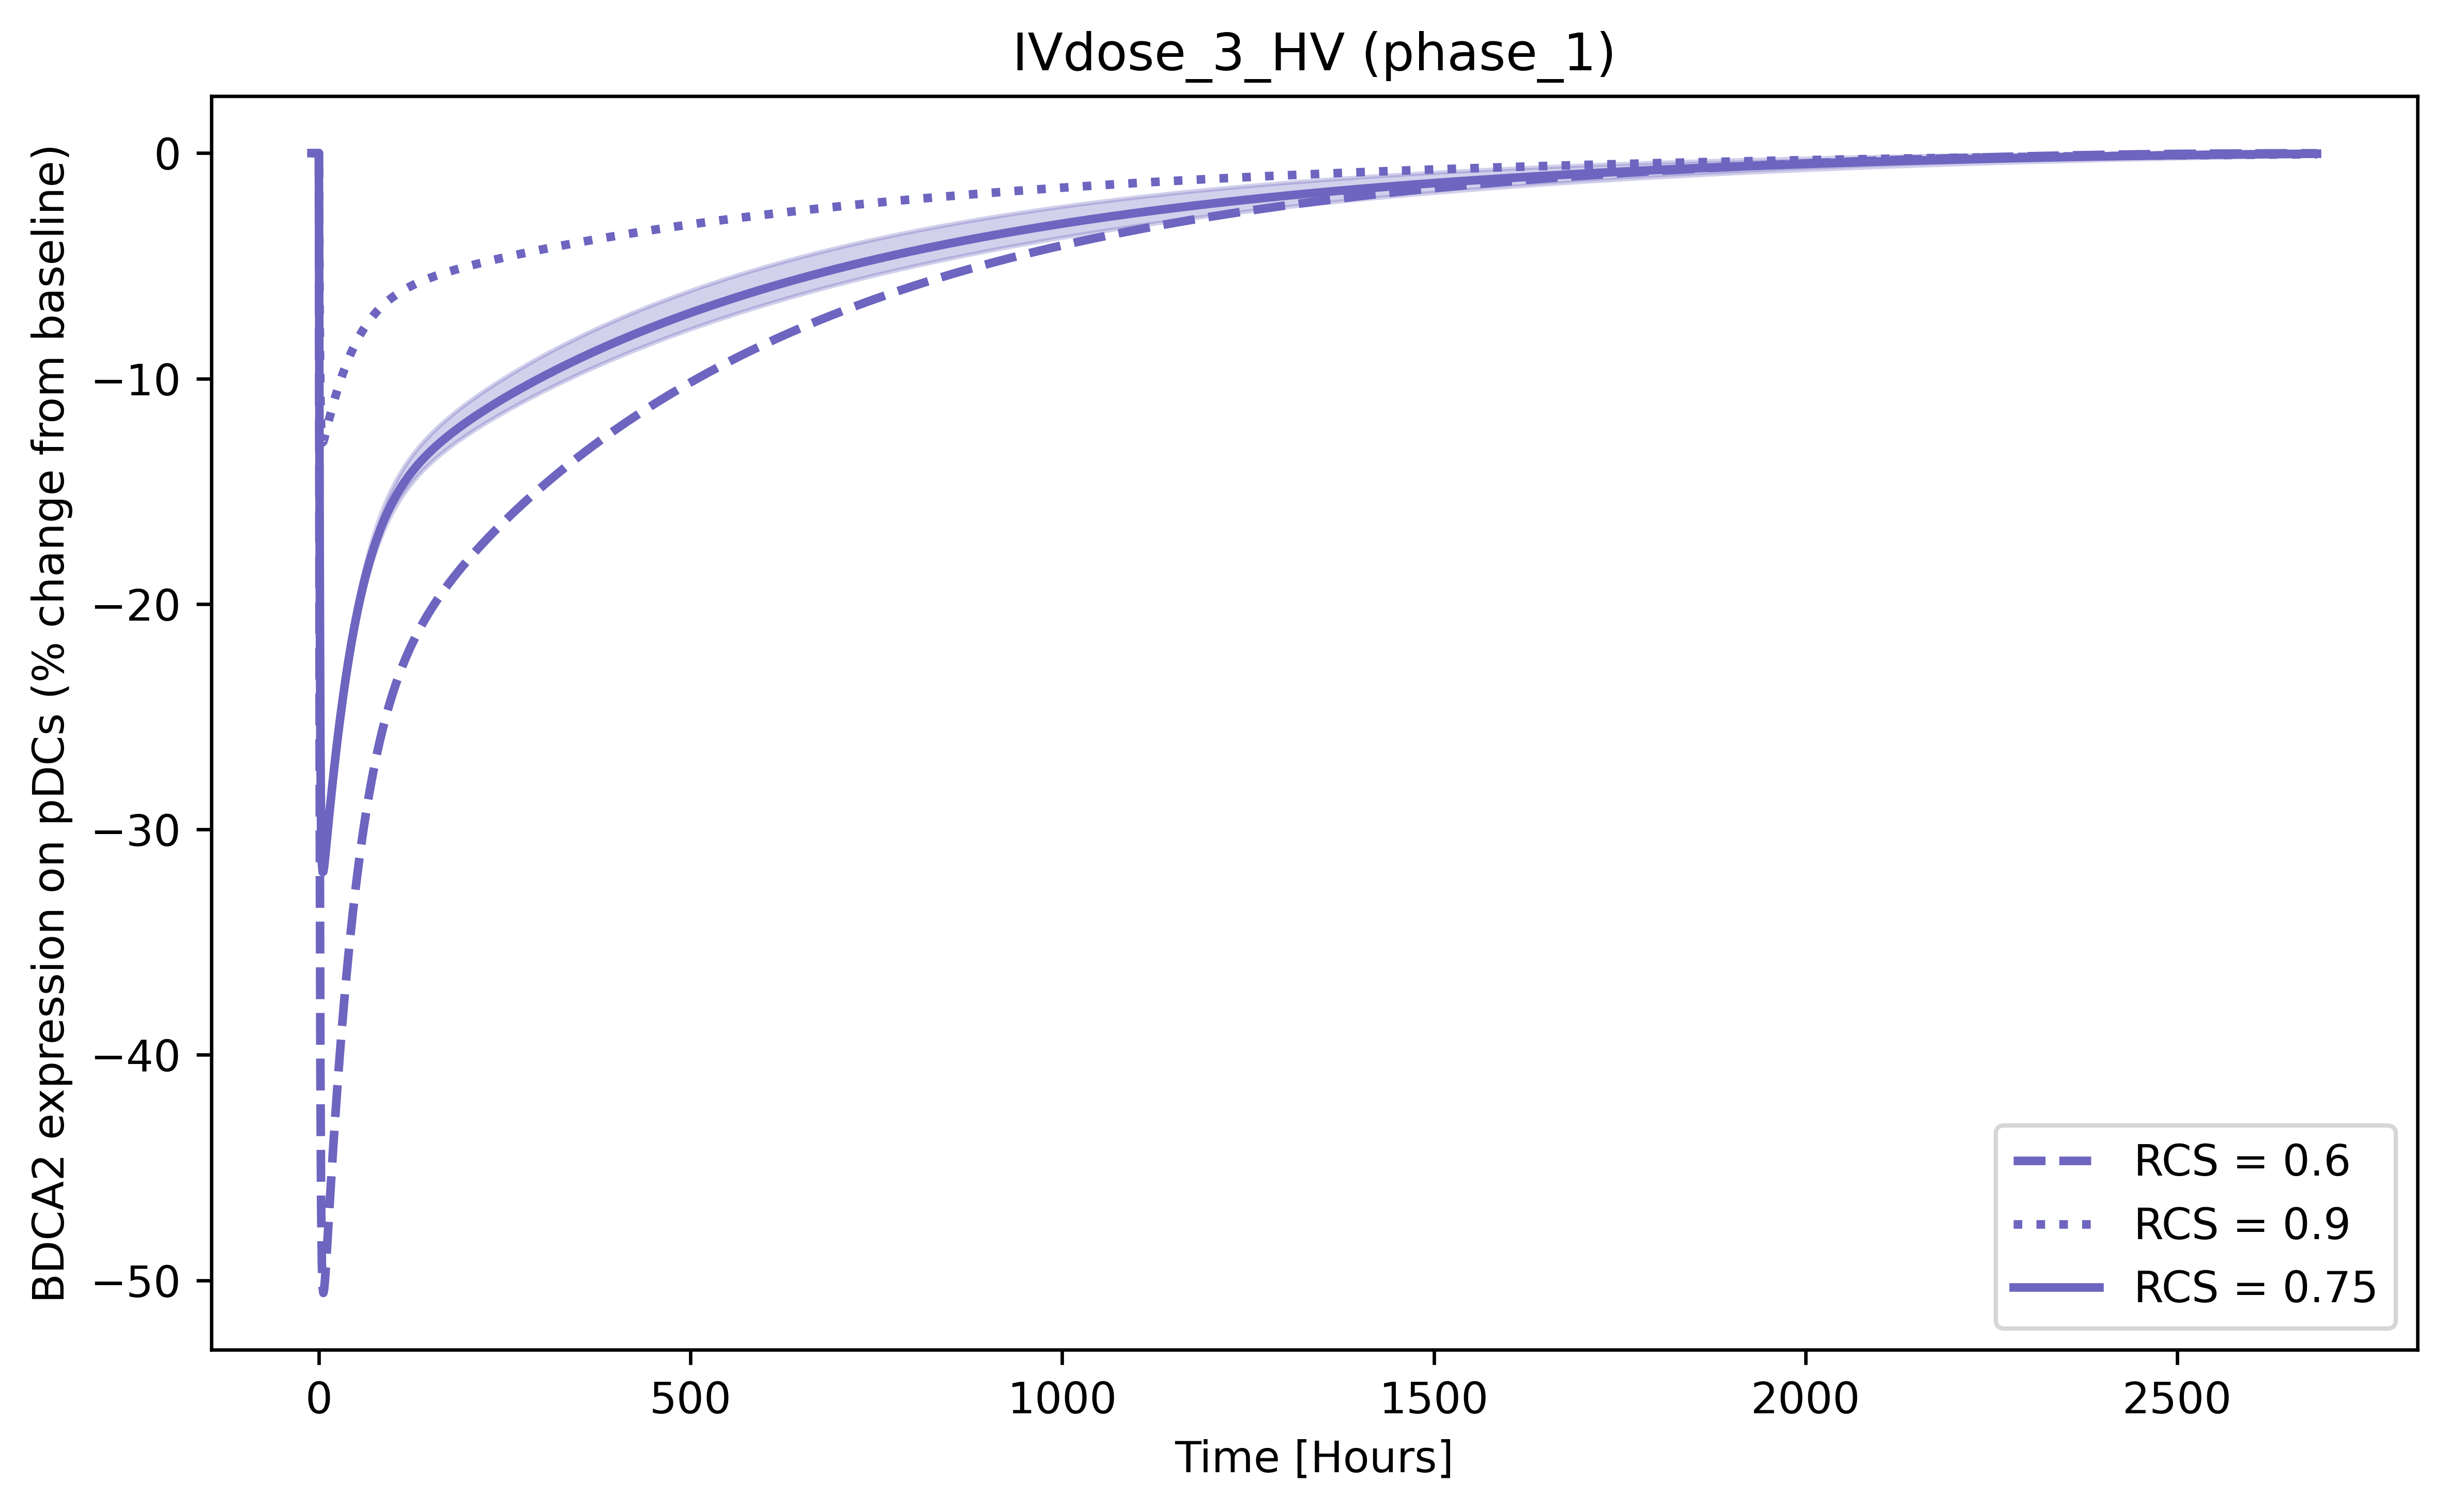 IVdose_3_HV (phase_1)
BDCA2 expression on pDCs (% change from baseline)
0
−10
−20
−30
−40
−50
RCS = 0.6
RCS = 0.9
RCS = 0.75
0 500 1000 1500 2000 2500
Time [Hours]